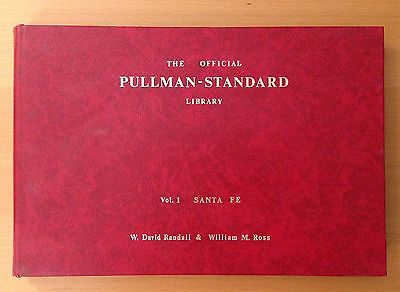 THE OFFICIAL
PULLMAN-STANDARD
LIBRARY
Vol. 1 SANTA FE
W. David Randall & William M. Ross